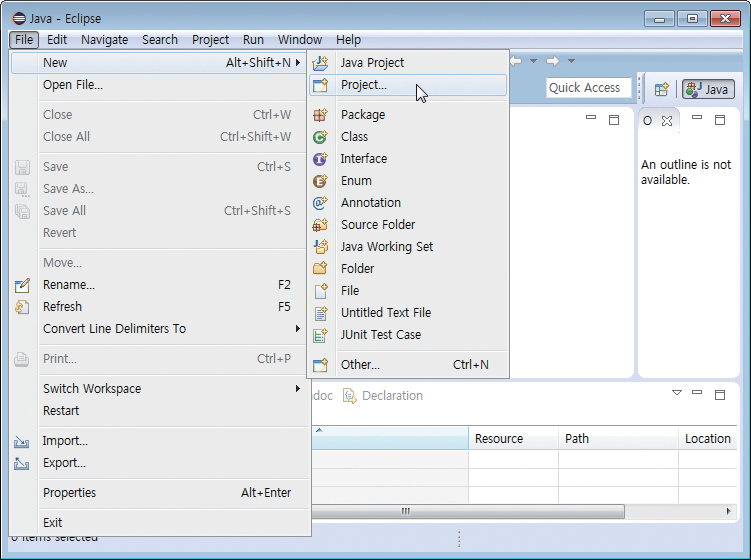 Java - Eclipse
File Edit Navigate Search Project Run Window Help
New Alt+Shift+N
Open File...
Close Ctrl+W
Close All Ctrl+Shift+W
Save Ctrl+S
Save As...
Save All Ctrl+Shift+S
Revert
Move...
Rename... F2
Refresh F5
Convert Line Delimiters To
Print... Ctrl+P
Switch Workspace
Restart
Import...
Export...
Properties Alt+Enter
Exit
Java Project
Project...
Package
Class
Interface
Enum
Annotation
Source Folder
Java Working Set
Folder
File
Untitled Text File
JUnit Test Case
Other... Ctrl+N
Quick Access
Java
O
An outline is not
available.
doc Declaration
Resource Path Location
0 items selected